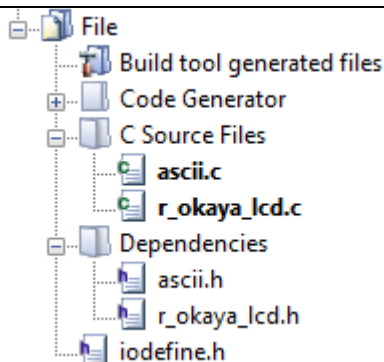 File
Build tool generated files
Code Generator
C Source Files
ascii.c
r_okaya_lcd.c
Dependencies
ascii.h
r_okaya_lcd.h
iodefine.h